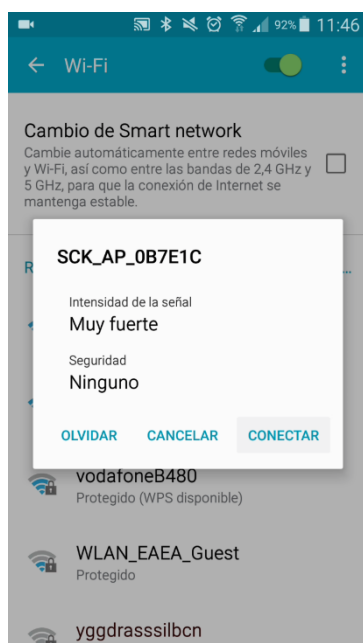 92% 11:46
Wi-Fi
Cambio de Smart network
Cambie automáticamente entre redes móviles
y Wi-Fi, así como entre las bandas de 2,4 GHz y
5 GHz, para que la conexión de Internet se
mantenga estable.
R
...
SCK_AP_0B7E1C
Intensidad de la señal
Muy fuerte
Seguridad
Ninguno
OLVIDAR CANCELAR CONECTAR
vodafoneB480
Protegido (WPS disponible)
WLAN_EAEA_Guest
Protegido
yggdrasssilbcn